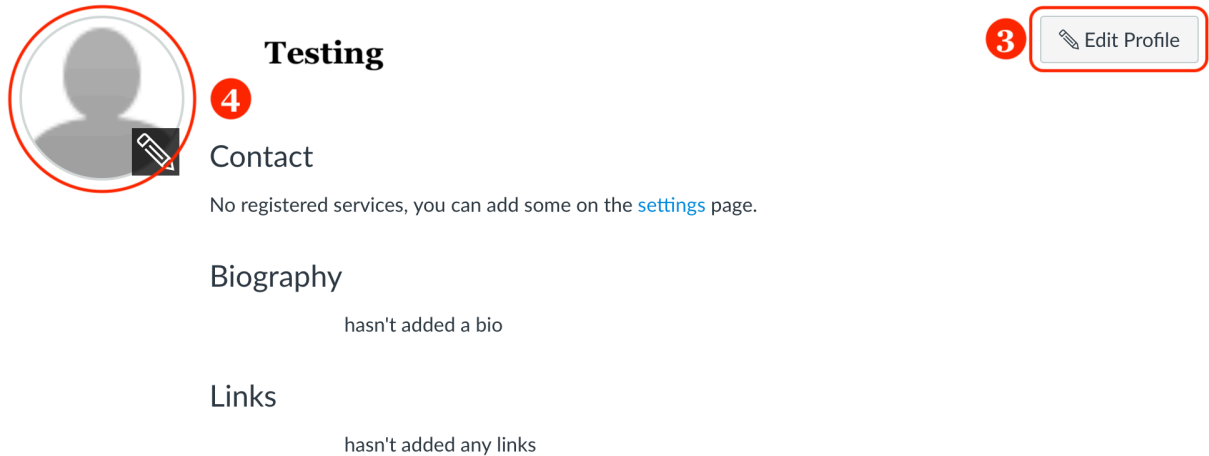 Testing
3
Edit Profile
4
Contact
No registered services, you can add some on the settings page.
Biography
hasn't added a bio
Links
hasn't added any links